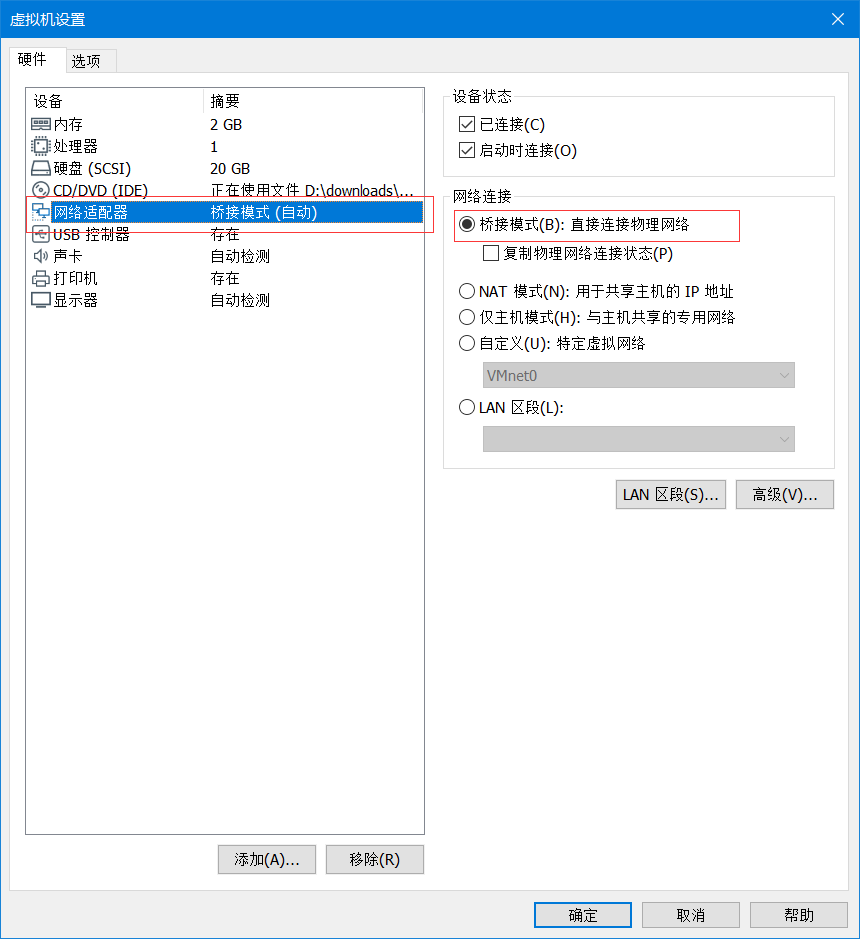 虚拟机设置
硬件 选项
设备 摘要
内存 2 GB
处理器 1
硬盘 (SCSI) 20 GB
CD/DVD (IDE) 正在使用文件 D:\downloads\...
网络适配器 桥接模式 (自动)
USB 控制器 存在
声卡 自动检测
打印机 存在
显示器 自动检测
添加(A)... 移除(R)
设备状态
已连接(C)
启动时连接(O)
网络连接
桥接模式(B): 直接连接物理网络
复制物理网络连接状态(P)
NAT 模式(N): 用于共享主机的 IP 地址
仅主机模式(H): 与主机共享的专用网络
自定义(U): 特定虚拟网络
VMnet0
LAN 区段(L):
LAN 区段(S)... 高级(V)...
确定 取消 帮助